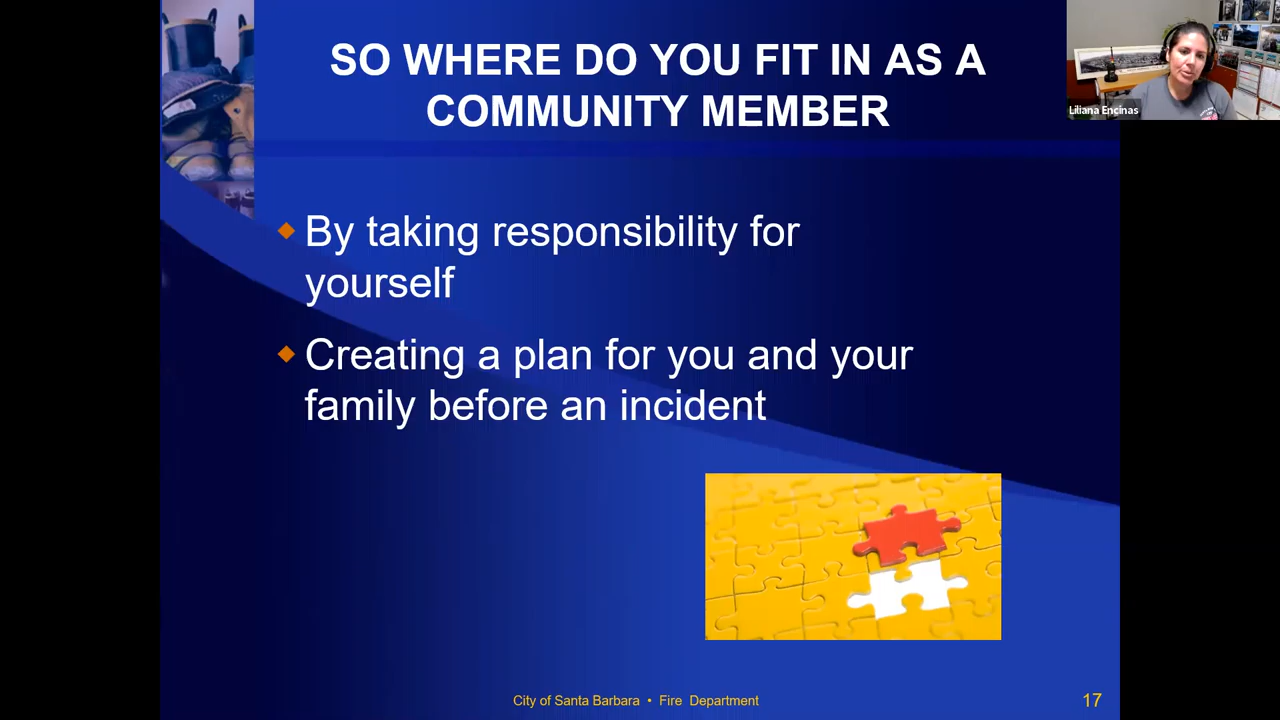 SO WHERE DO YOU FIT IN AS A
COMMUNITY MEMBER
Liliana Encinas
By taking responsibility for
yourself
Creating a plan for you and your
family before an incident
City of Santa Barbara • Fire Department
17